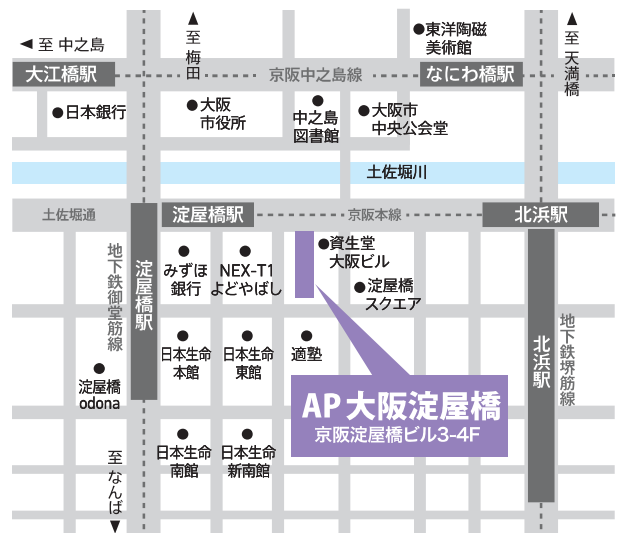 東洋陶磁
美術館
至 中之島
至 梅田
至 天満橋
大江橋駅
京阪中之島線
なにわ橋駅
日本銀行
大阪
市役所
中之島
図書館
大阪市
中央公会堂
土佐堀川
土佐堀通
淀屋橋駅
京阪本線
北浜駅
地下鉄御堂筋線
淀屋橋駅
みずほ
銀行
NEX-T1
よどやばし
資生堂
大阪ビル
淀屋橋
スクエア
北浜駅
地下鉄堺筋線
日本生命
本館
日本生命
東館
適塾
淀屋橋
odona
AP 大阪淀屋橋
京阪淀屋橋ビル3-4F
日本生命
南館
日本生命
新南館
至 なんば